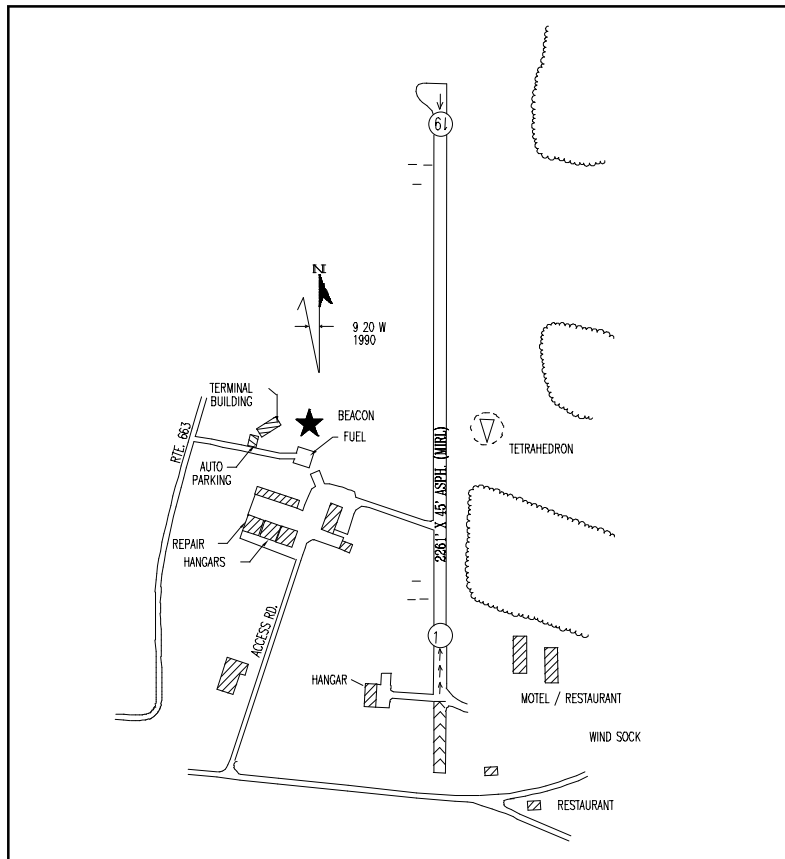 19
N
9 20 W
1990
TERMINAL
BUILDING
BEACON
FUEL
RTE. 663
AUTO
PARKING
TETRAHEDRON
2261' X 45' ASPH. (MIRL)
REPAIR
HANGARS
ACCESS RD.
1
HANGAR
MOTEL / RESTAURANT
WIND SOCK
RESTAURANT